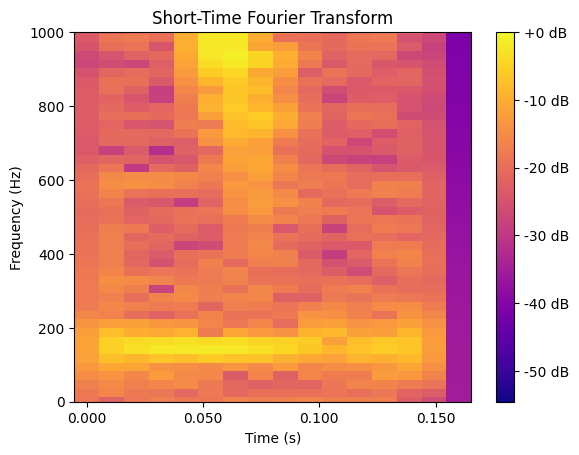 Short-Time Fourier Transform
1000
800
600
400
200
0
Frequency (Hz)
0.000
0.050
0.100
0.150
Time (s)
+0 dB
-10 dB
-20 dB
-30 dB
-40 dB
-50 dB